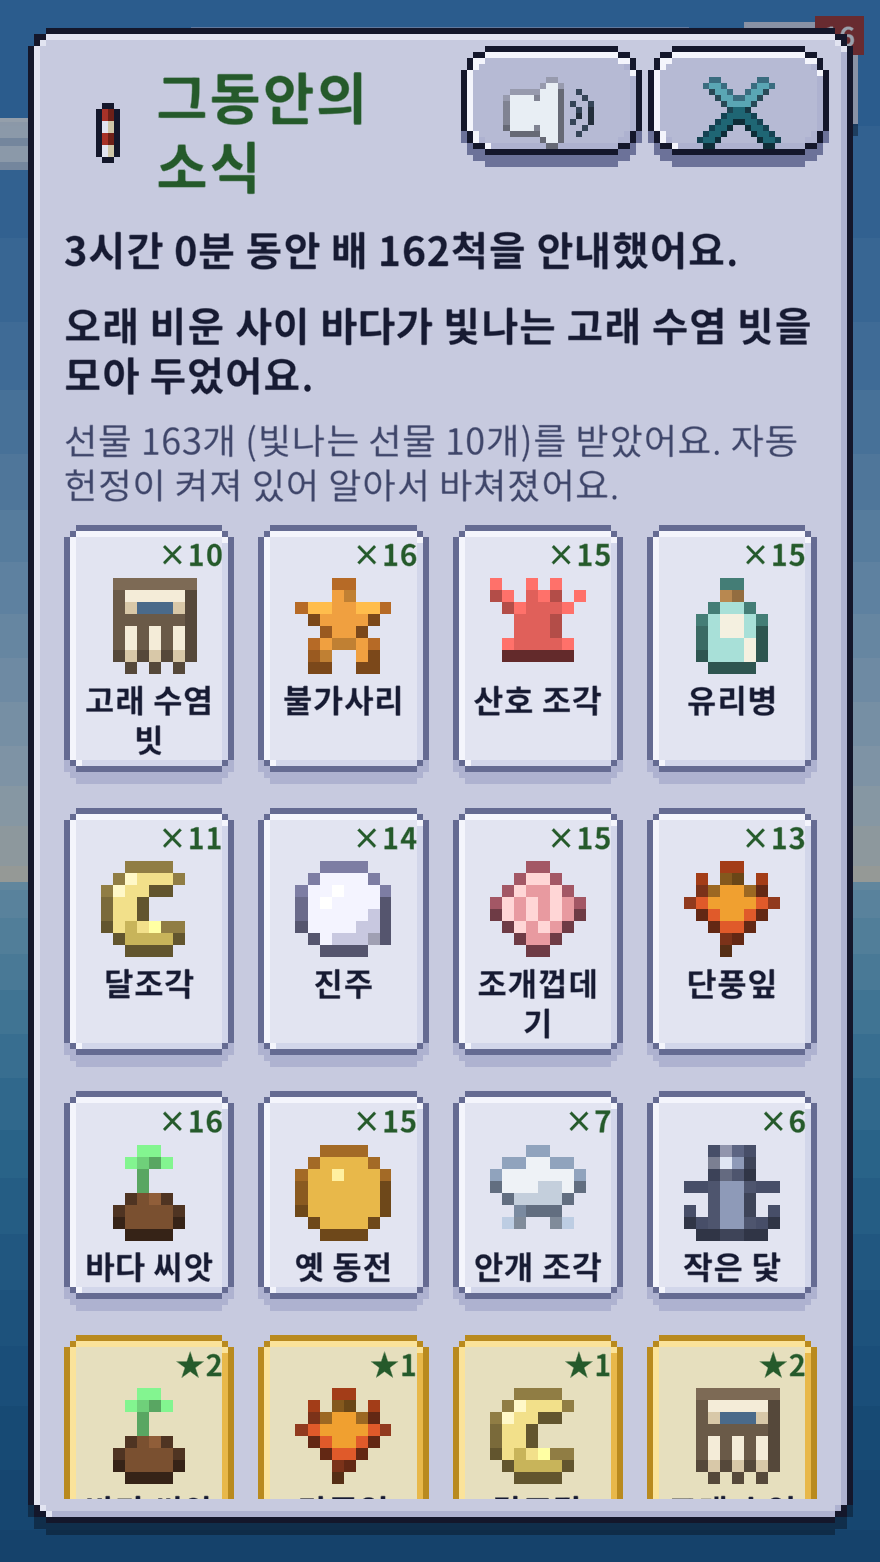 그동안의
소식
3시간 0분 동안 배 162척을 안내했어요.
오래 비운 사이 바다가 빛나는 고래 수염 빗을
모아 두었어요.
선물 163개 (빛나는 선물 10개)를 받았어요. 자동
헌정이 켜져 있어 알아서 바쳐졌어요.
×10 ×16 ×15 ×15
고래 수염 불가사리 산호 조각 유리병
빗
×11 ×14 ×15 ×13
달조각 진주 조개껍데 단풍잎
기
×16 ×15 ×7 ×6
바다 씨앗 옛 동전 안개 조각 작은 닻
★2 ★1 ★1 ★2